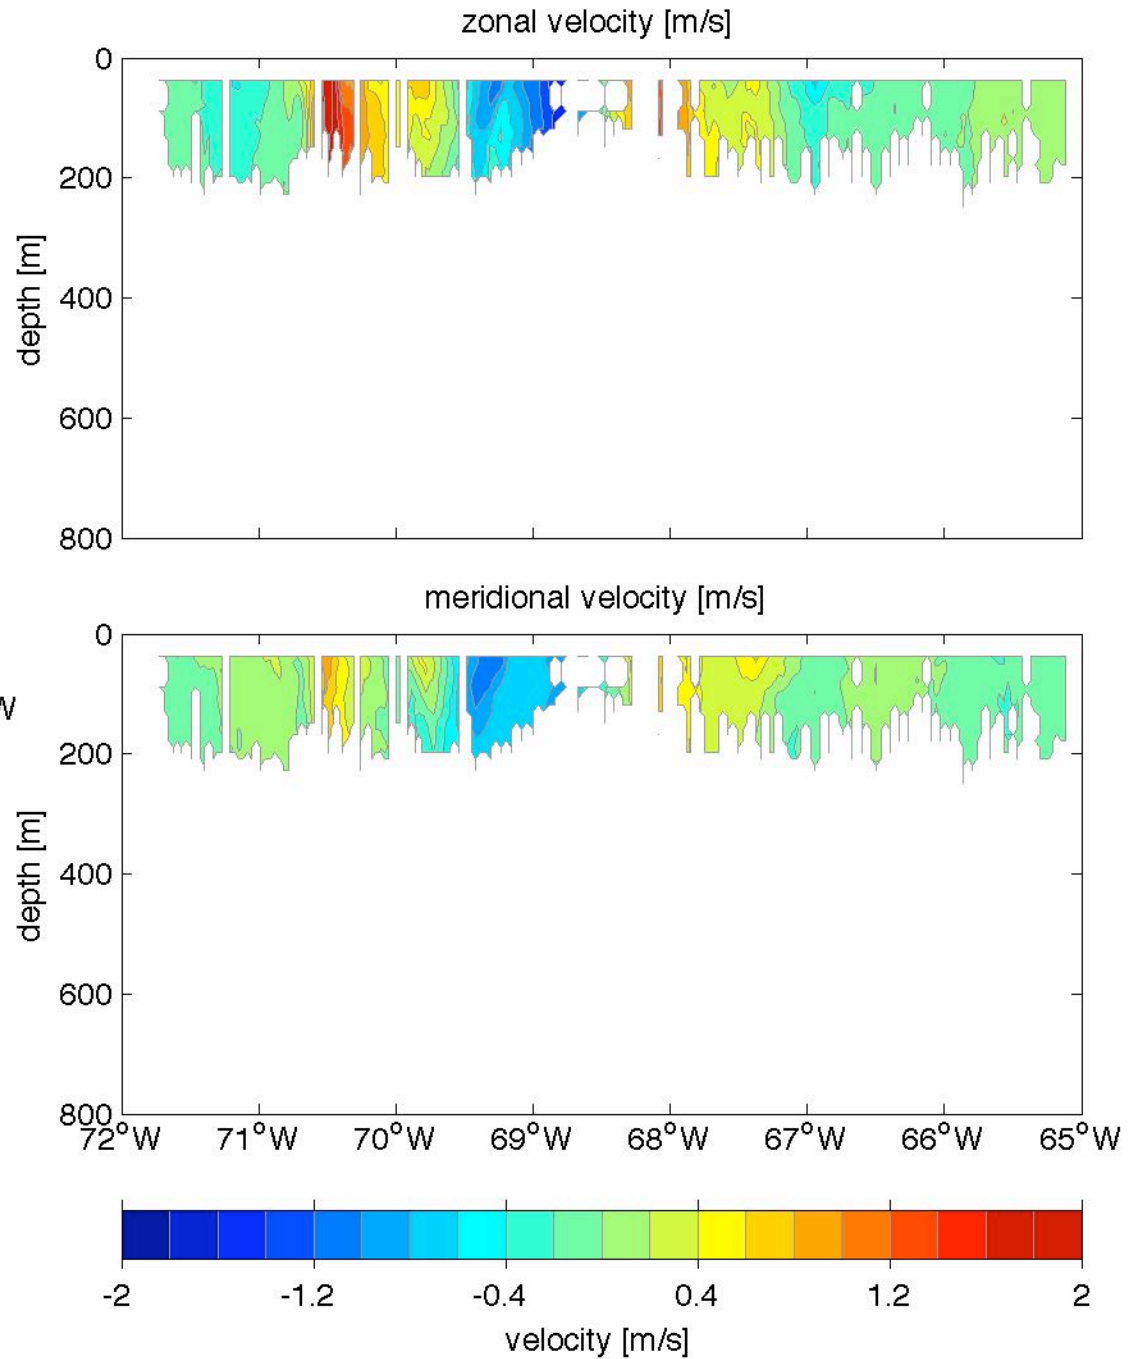 zonal velocity [m/s]
0
200
400
600
800
depth [m]
meridional velocity [m/s]
0
200
400
600
800
depth [m]
W
72°W 71°W 70°W 69°W 68°W 67°W 66°W 65°W
-2 -1.2 -0.4 0.4 1.2 2
velocity [m/s]